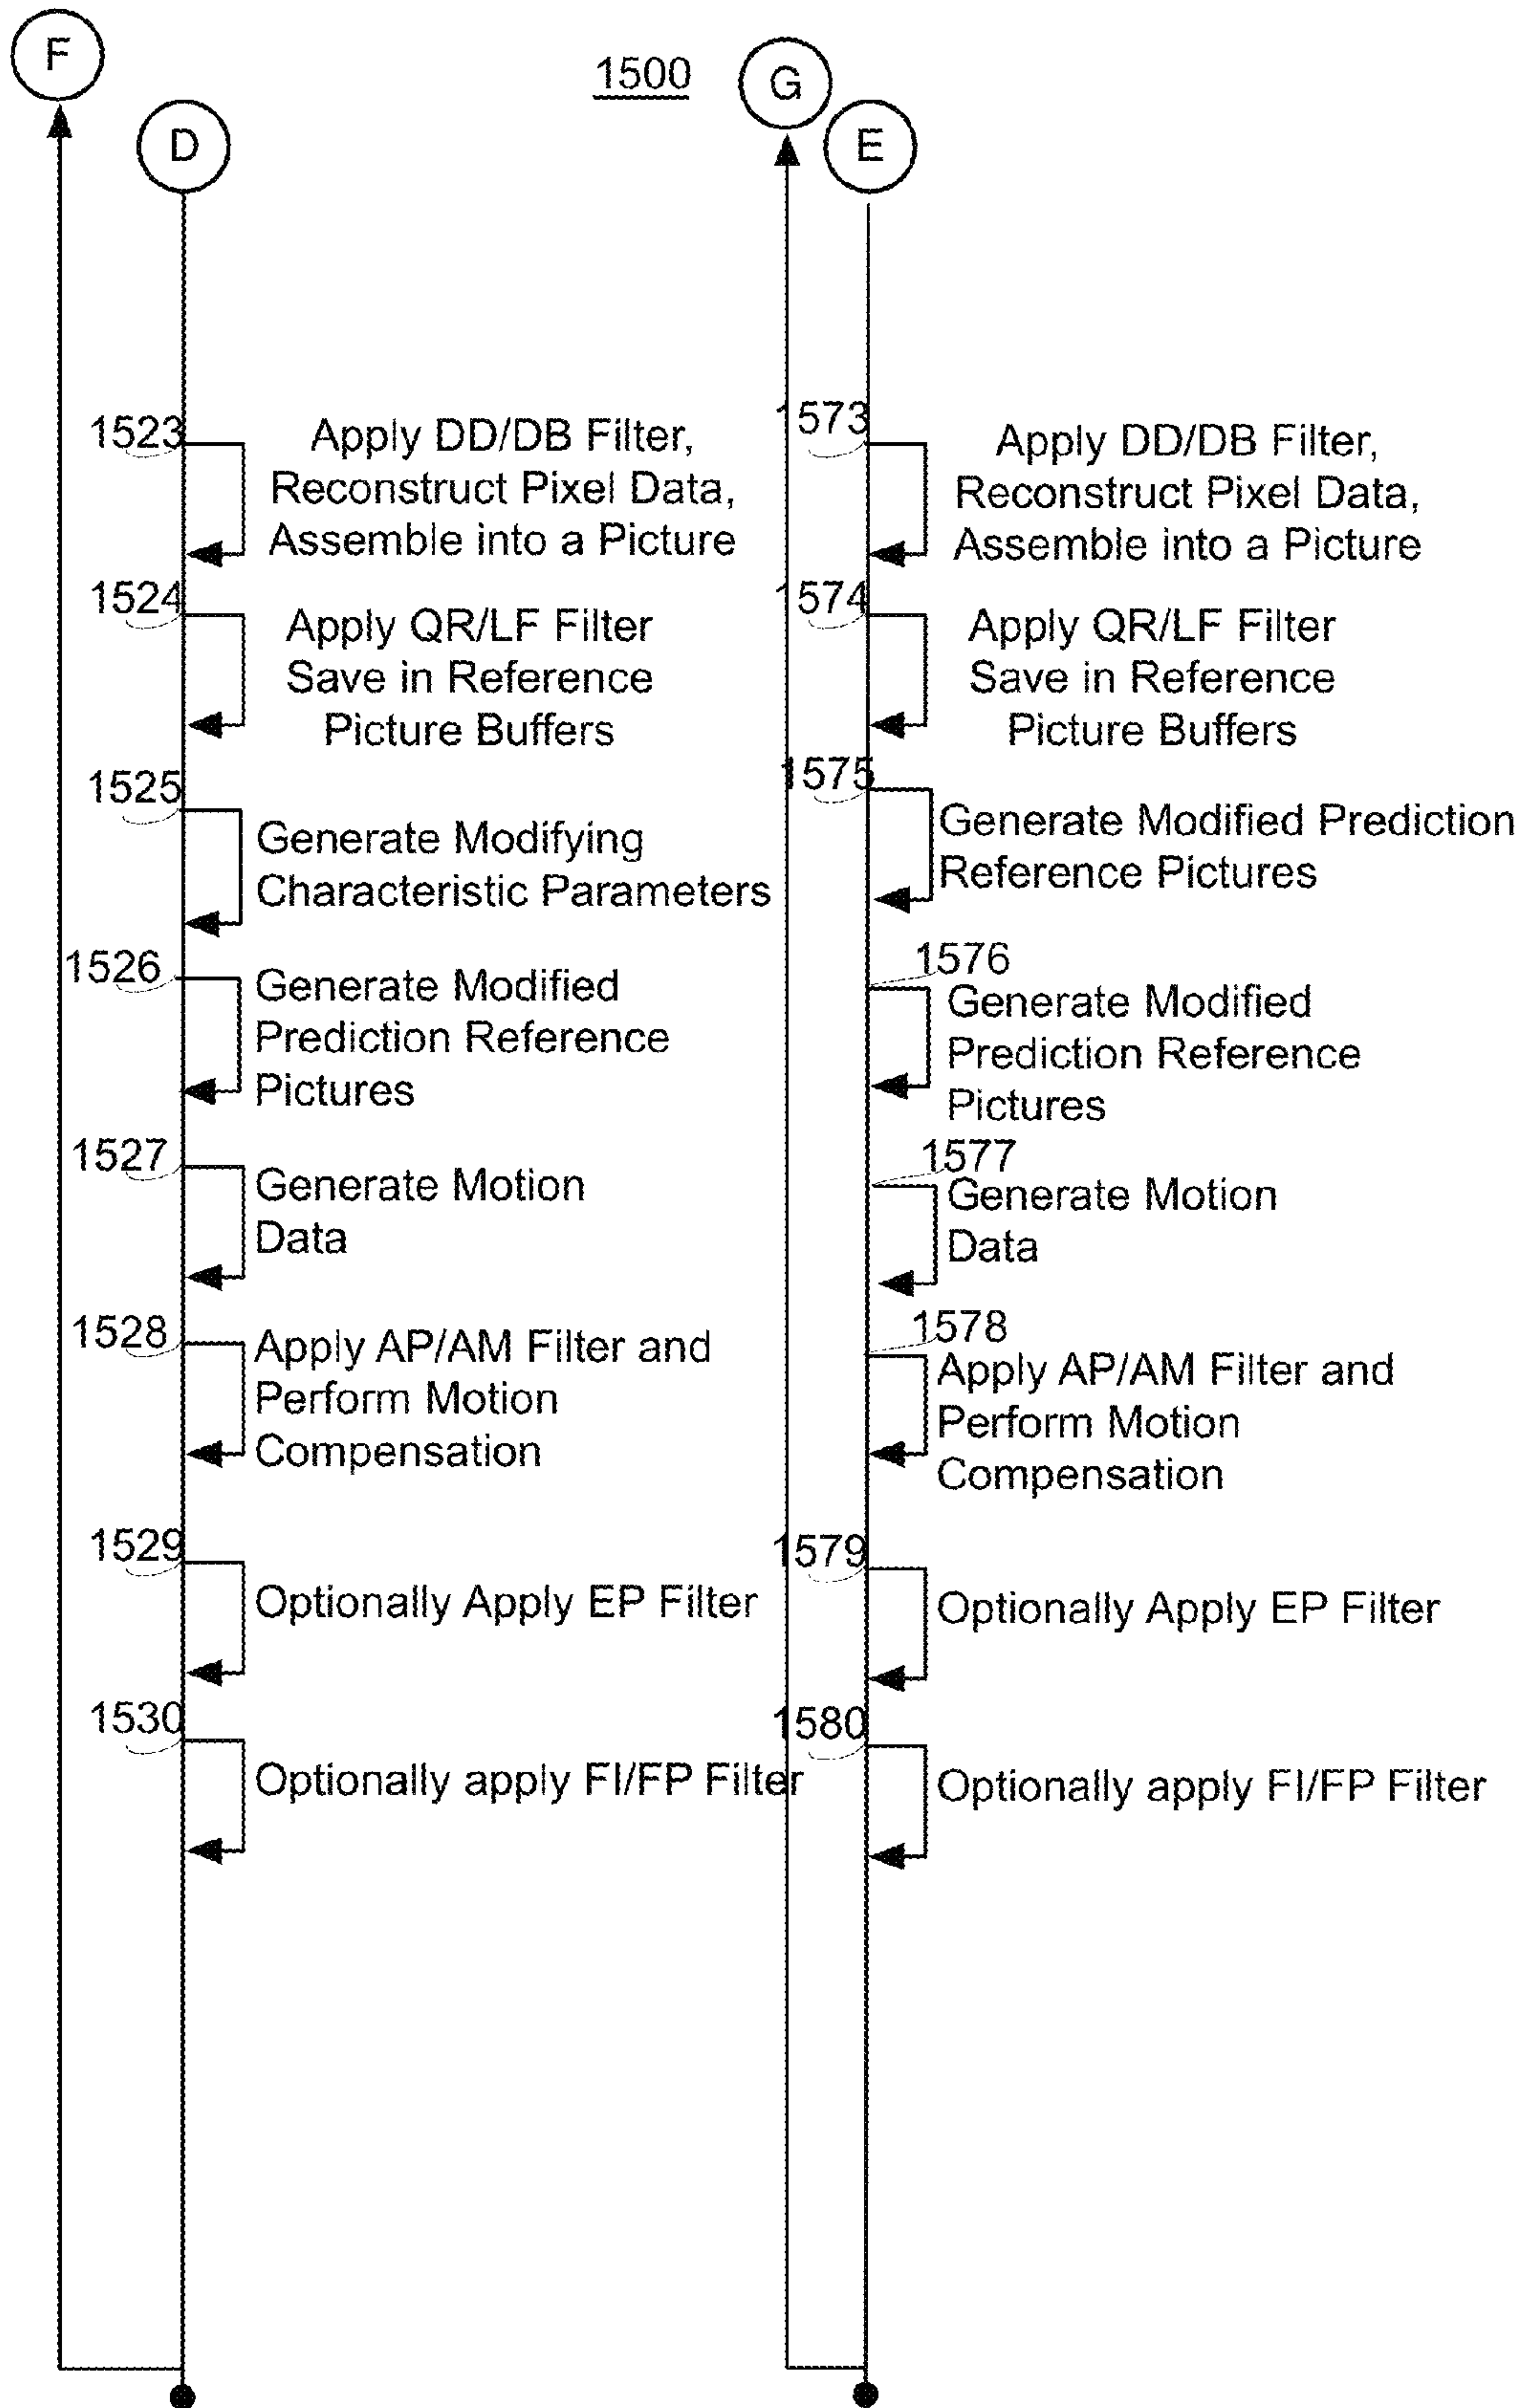 F
1500
G
D
E
1523
Apply DD/DB Filter,
Reconstruct Pixel Data,
Assemble into a Picture
1524
Apply QR/LF Filter
Save in Reference
Picture Buffers
1525
Generate Modifying
Characteristic Parameters
1526
Generate Modified
Prediction Reference
Pictures
1527
Generate Motion
Data
1528
Apply AP/AM Filter and
Perform Motion
Compensation
1529
Optionally Apply EP Filter
1530
Optionally apply FI/FP Filter
1573
Apply DD/DB Filter,
Reconstruct Pixel Data,
Assemble into a Picture
1574
Apply QR/LF Filter
Save in Reference
Picture Buffers
1575
Generate Modified Prediction
Reference Pictures
1576
Generate Modified
Prediction Reference
Pictures
1577
Generate Motion
Data
1578
Apply AP/AM Filter and
Perform Motion
Compensation
1579
Optionally Apply EP Filter
1580
Optionally apply FI/FP Filter